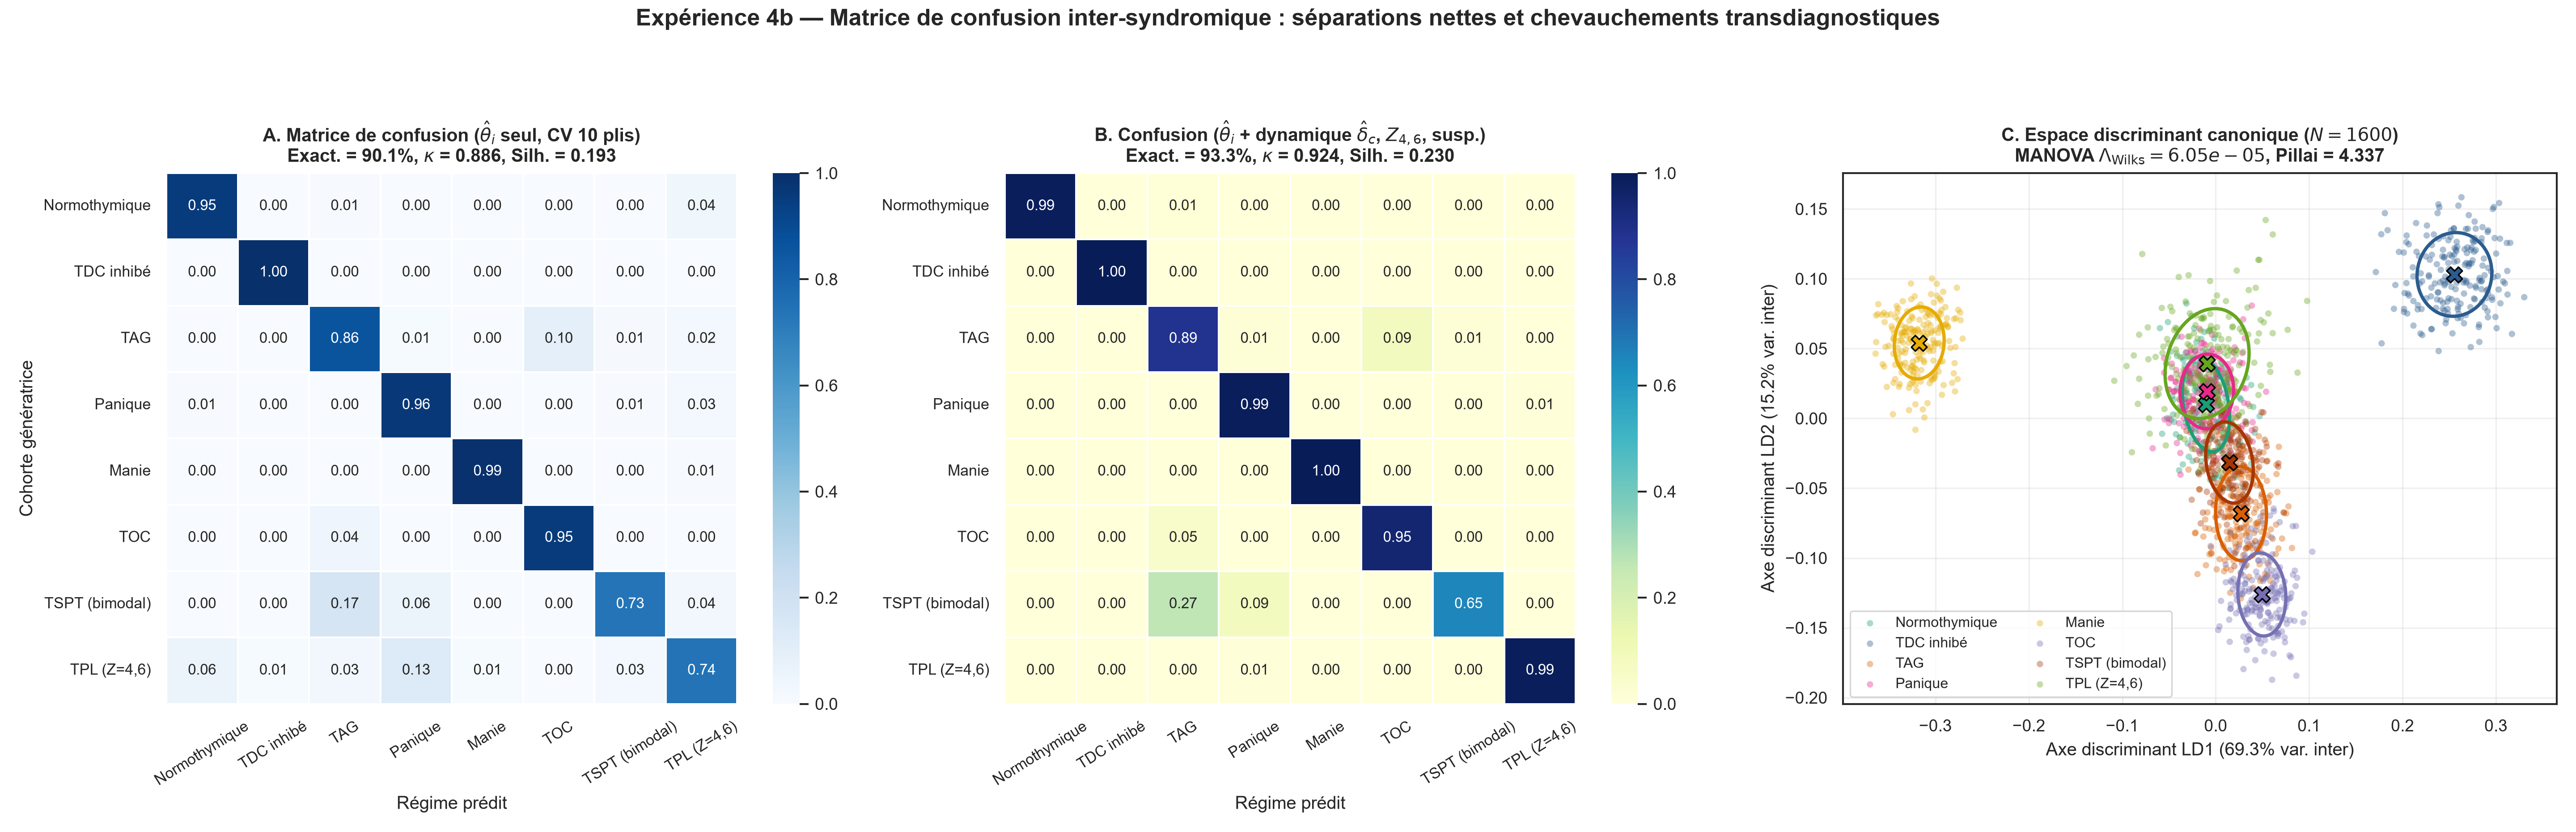 Expérience 4b — Matrice de confusion inter-syndromique : séparations nettes et chevauchements transdiagnostiques
A. Matrice de confusion (θ̂ᵢ seul, CV 10 plis)
Exact. = 90.1%, κ = 0.886, Silh. = 0.193
Cohorte génératrice
Normothymique 0.95 0.00 0.01 0.00 0.00 0.00 0.00 0.04
TDC inhibé 0.00 1.00 0.00 0.00 0.00 0.00 0.00 0.00
TAG 0.00 0.00 0.86 0.01 0.00 0.10 0.01 0.02
Panique 0.01 0.00 0.00 0.96 0.00 0.00 0.01 0.03
Manie 0.00 0.00 0.00 0.00 0.99 0.00 0.00 0.01
TOC 0.00 0.00 0.04 0.00 0.00 0.95 0.00 0.00
TSPT (bimodal) 0.00 0.00 0.17 0.06 0.00 0.00 0.73 0.04
TPL (Z=4,6) 0.06 0.01 0.03 0.13 0.01 0.00 0.03 0.74
Normothymique TDC inhibé TAG Panique Manie TOC TSPT (bimodal) TPL (Z=4,6)
Régime prédit
1.0
0.8
0.6
0.4
0.2
0.0
B. Confusion (θ̂ᵢ + dynamique δ̂_c, Z₄,₆, susp.)
Exact. = 93.3%, κ = 0.924, Silh. = 0.230
Normothymique 0.99 0.00 0.01 0.00 0.00 0.00 0.00 0.00
TDC inhibé 0.00 1.00 0.00 0.00 0.00 0.00 0.00 0.00
TAG 0.00 0.00 0.89 0.01 0.00 0.09 0.01 0.00
Panique 0.00 0.00 0.00 0.99 0.00 0.00 0.00 0.01
Manie 0.00 0.00 0.00 0.00 1.00 0.00 0.00 0.00
TOC 0.00 0.00 0.05 0.00 0.00 0.95 0.00 0.00
TSPT (bimodal) 0.00 0.00 0.27 0.09 0.00 0.00 0.65 0.00
TPL (Z=4,6) 0.00 0.00 0.00 0.01 0.00 0.00 0.00 0.99
Normothymique TDC inhibé TAG Panique Manie TOC TSPT (bimodal) TPL (Z=4,6)
Régime prédit
1.0
0.8
0.6
0.4
0.2
0.0
C. Espace discriminant canonique (N = 1600)
MANOVA Λ_Wilks = 6.05e − 05, Pillai = 4.337
Axe discriminant LD2 (15.2% var. inter)
0.15
0.10
0.05
0.00
−0.05
−0.10
−0.15
−0.20
Normothymique Manie
TDC inhibé TOC
TAG TSPT (bimodal)
Panique TPL (Z=4,6)
−0.3 −0.2 −0.1 0.0 0.1 0.2 0.3
Axe discriminant LD1 (69.3% var. inter)